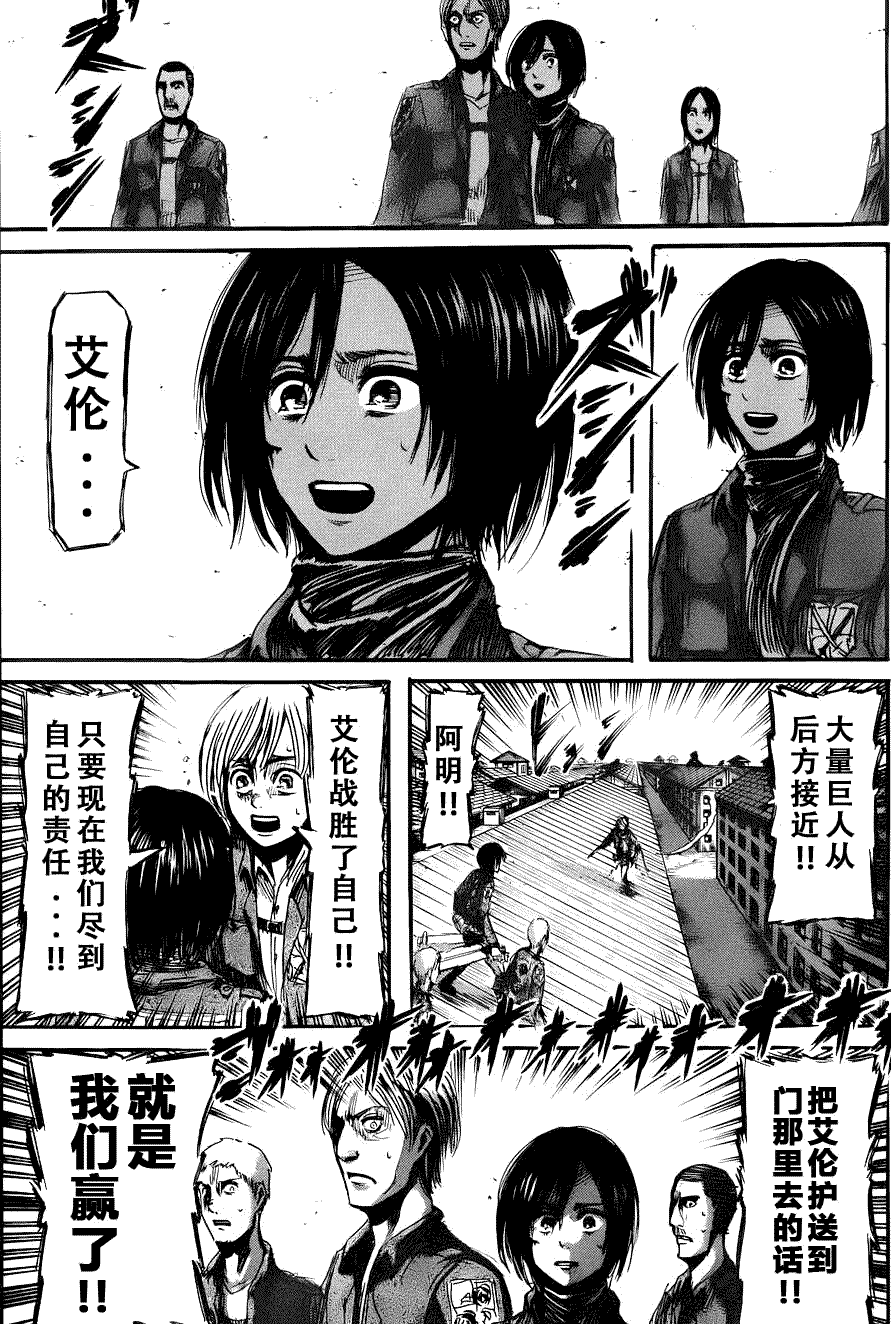 ズ
ズ
艾伦・・・
大量巨人从
后方接近!!
阿明!!
艾伦战胜了自己!!
只要现在我们尽到
自己的责任...!!
把艾伦护送到
门那里去的话!!
就是
我们赢了!!